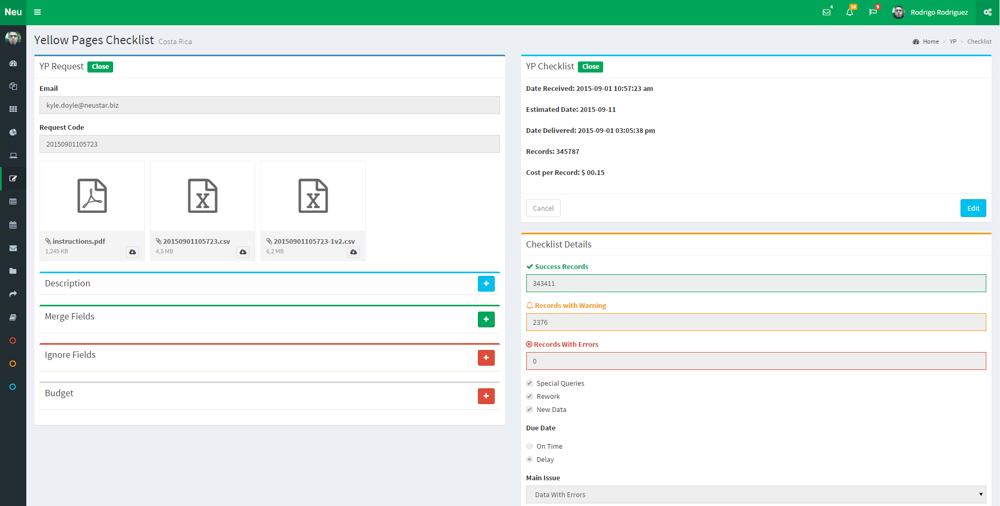 Neu
4
10
9
Rodrigo Rodriguez
Yellow Pages Checklist Costa Rica
Home > YP > Checklist
YP Request Close
Email
kyle.doyle@neustar.biz
Request Code
20150901105723
instructions.pdf
1,245 KB
20150901105723.csv
4,5 MB
20150901105723-1v2.csv
6,2 MB
Description
Merge Fields
Ignore Fields
Budget
YP Checklist Close
Date Received: 2015-09-01 10:57:23 am
Estimated Date: 2015-09-11
Date Delivered: 2015-09-01 03:05:38 pm
Records: 345787
Cost per Record: $ 00.15
Cancel
Edit
Checklist Details
Success Records
343411
Records with Warning
2376
Records With Errors
0
Special Queries
Rework
New Data
Due Date
On Time
Delay
Main Issue
Data With Errors